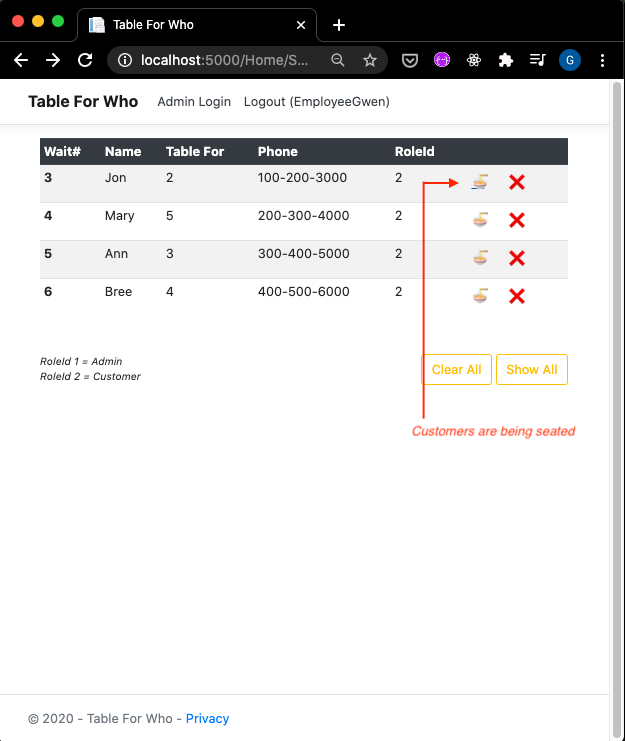 Table For Who
localhost:5000/Home/S...
G
Table For Who Admin Login Logout (EmployeeGwen)
Wait# Name Table For Phone RoleId
3 Jon 2 100-200-3000 2
4 Mary 5 200-300-4000 2
5 Ann 3 300-400-5000 2
6 Bree 4 400-500-6000 2
RoleId 1 = Admin
RoleId 2 = Customer
Clear All Show All
Customers are being seated
© 2020 - Table For Who - Privacy